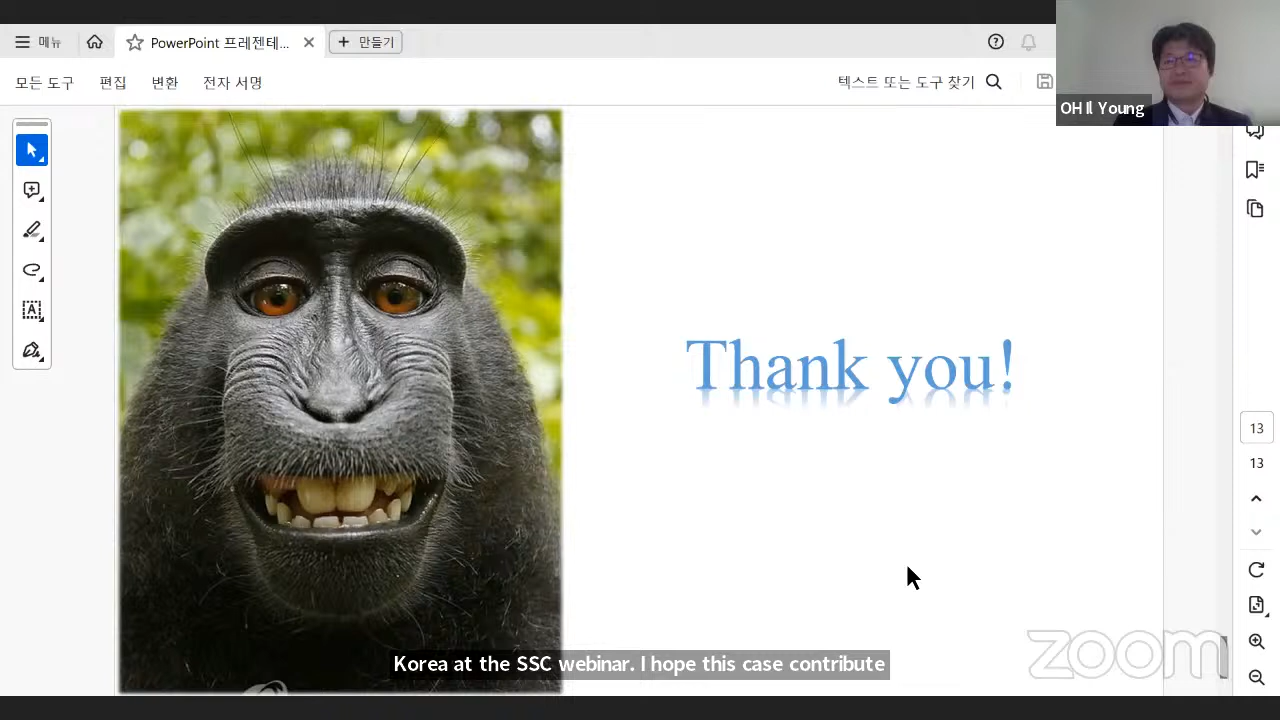 메뉴
PowerPoint 프레젠테...
만들기
모든 도구
편집
변환
전자 서명
텍스트 또는 도구 찾기
OH Il Young
A
Thank you!
13
13
zoom
Korea at the SSC webinar. I hope this case contribute